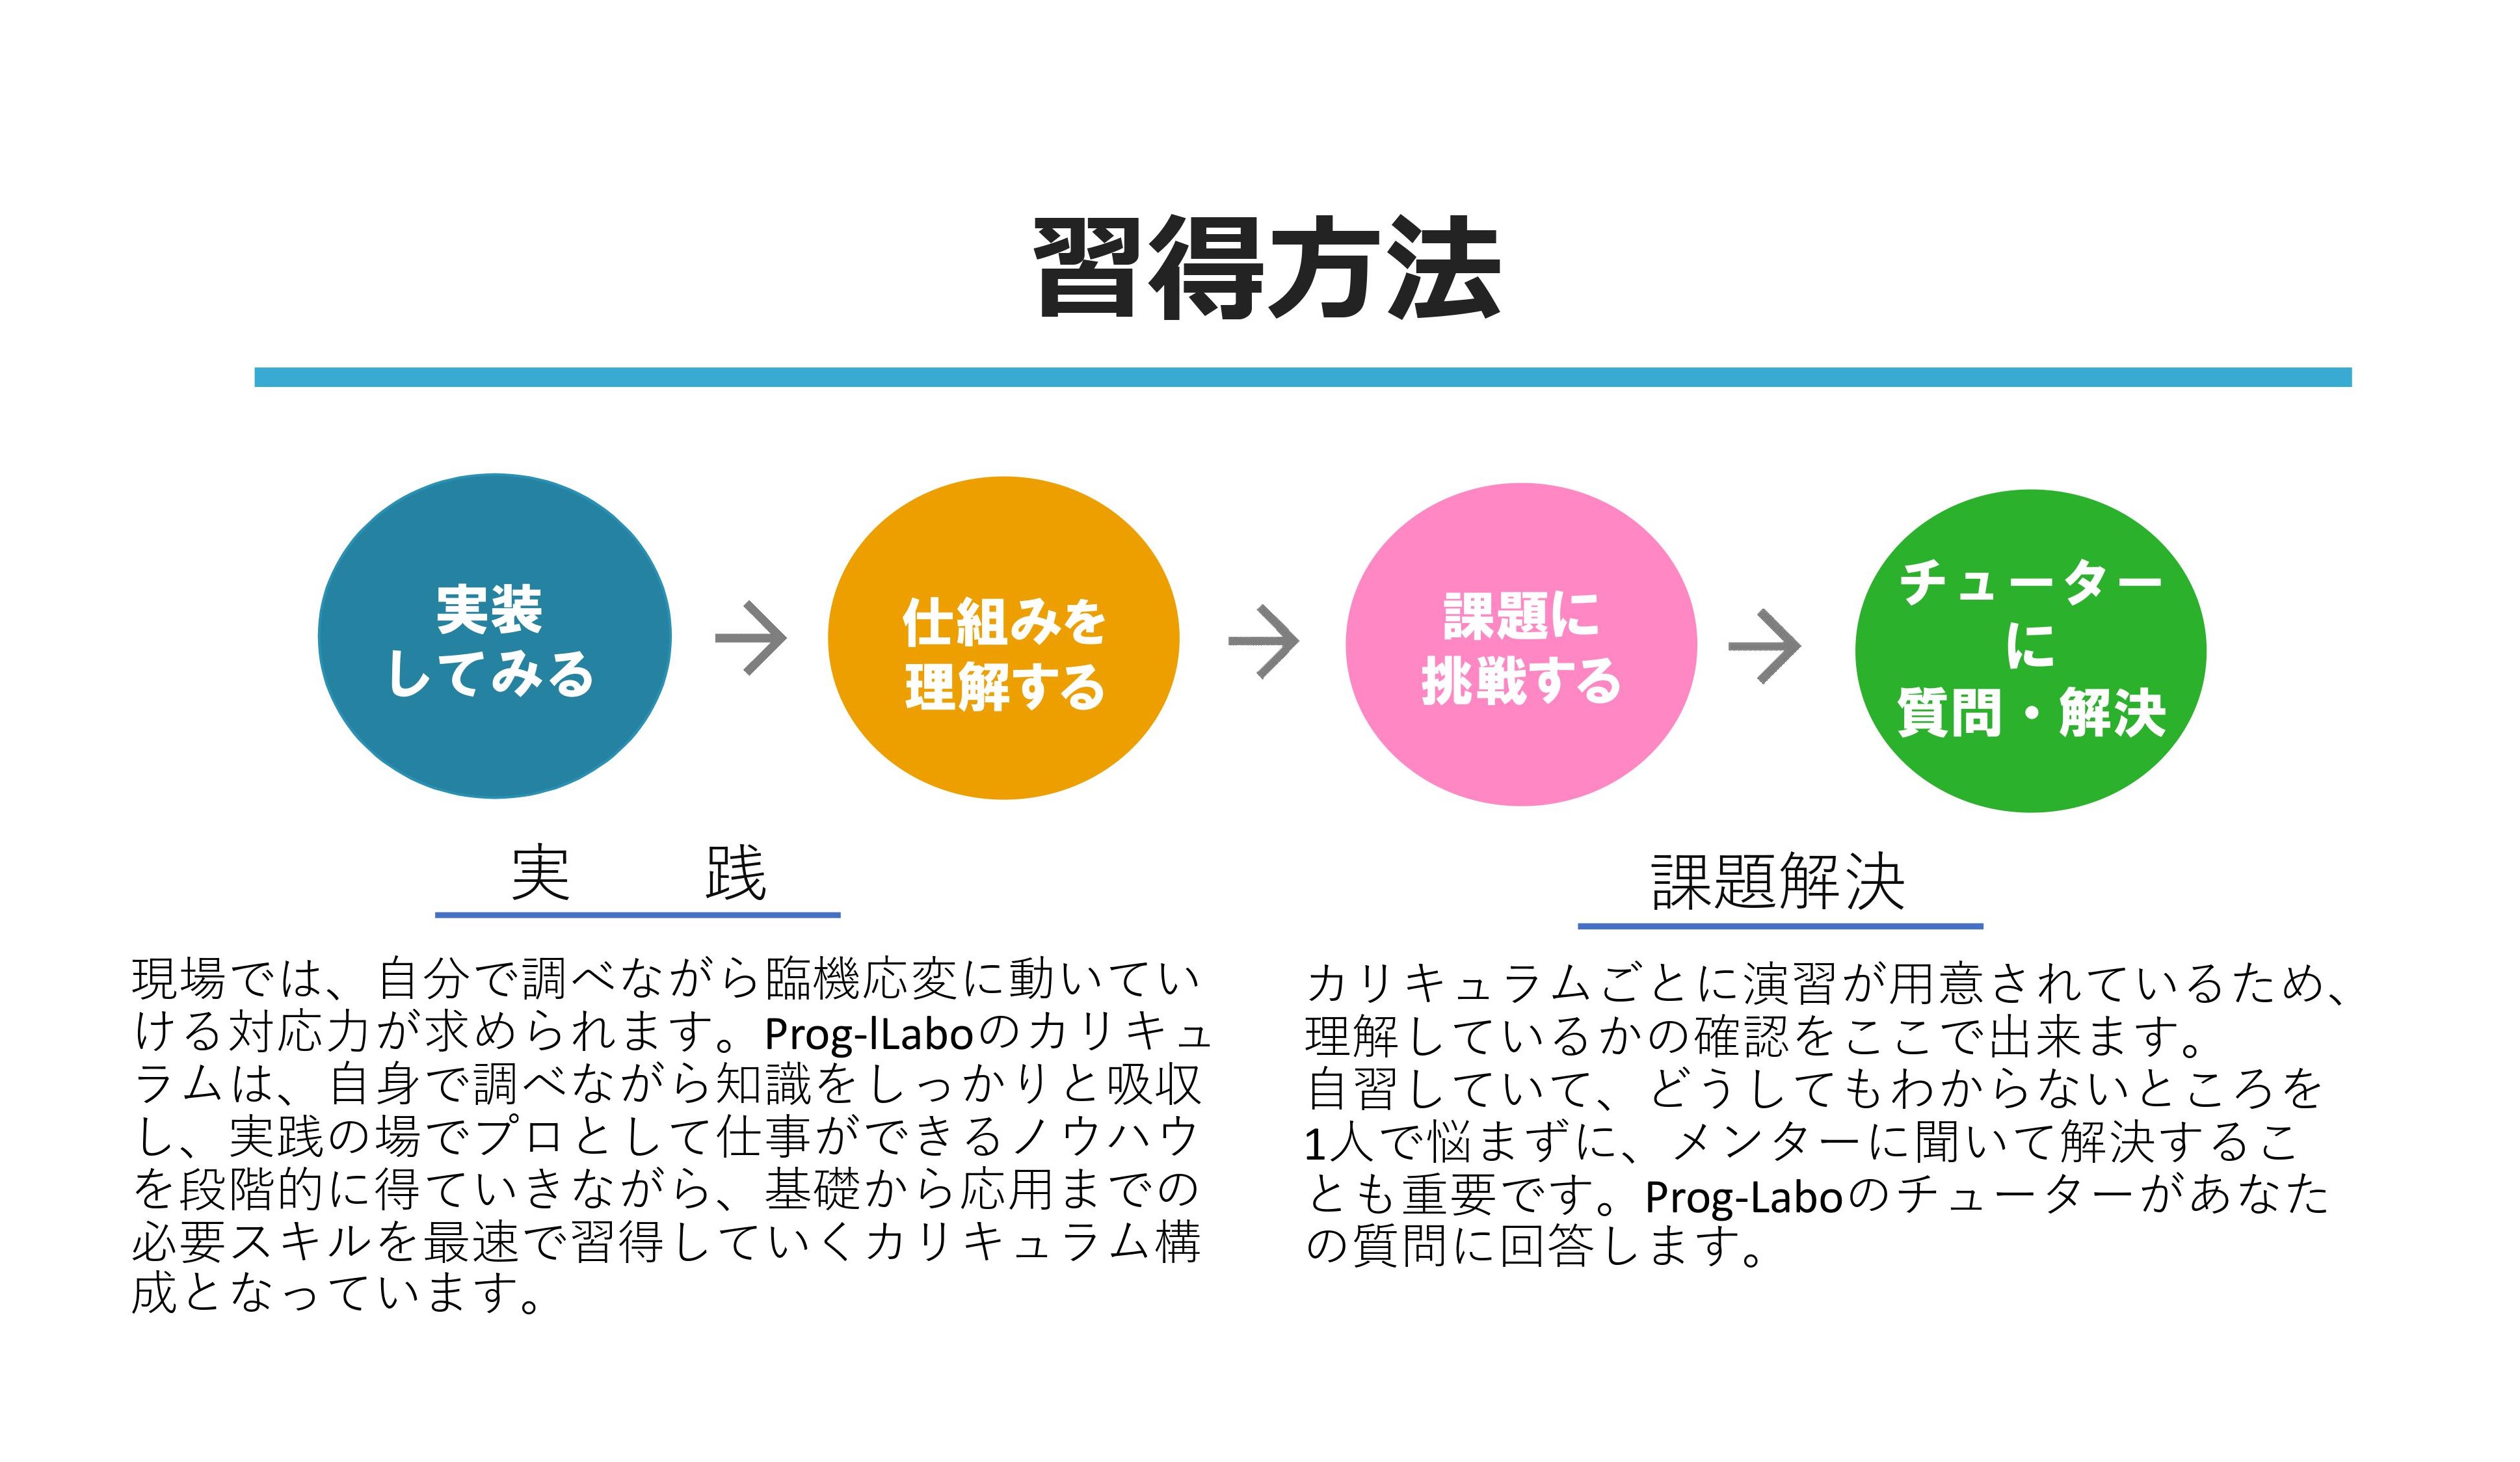 習得方法
実装
してみる
仕組みを
理解する
課題に
挑戦する
チューター
に
質問・解決
実　　践
現場では、自分で調べながら臨機応変に動いてい
ける対応力が求められます。Prog-lLaboのカリキュ
ラムは、自身で調べながら知識をしっかりと吸収
し、実践の場でプロとして仕事ができるノウハウ
を段階的に得ていきながら、基礎から応用までの
必要スキルを最速で習得していくカリキュラム構
成となっています。
課題解決
カリキュラムごとに演習が用意されているため、
理解しているかの確認をここで出来ます。
自習していて、どうしてもわからないところを
1人で悩まずに、メンターに聞いて解決するこ
とも重要です。Prog-Laboのチューターがあなた
の質問に回答します。